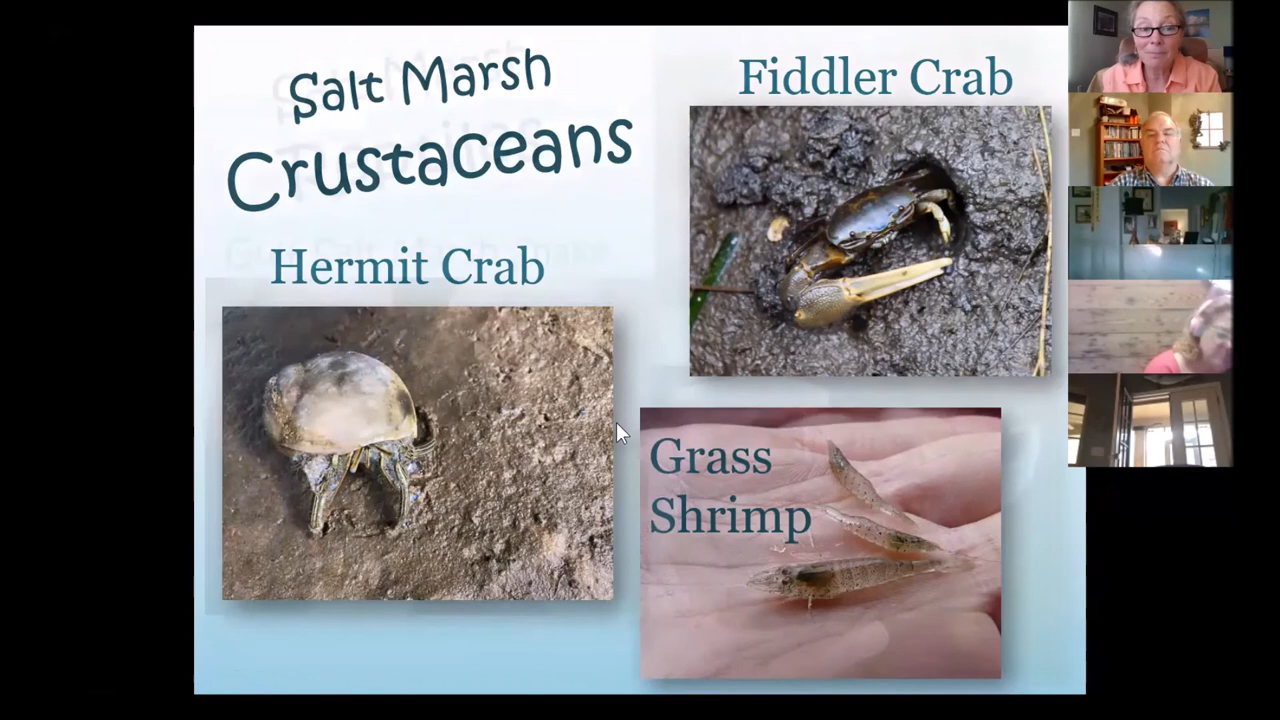 Salt Marsh
Crustaceans
Hermit Crab
Fiddler Crab
Grass
Shrimp